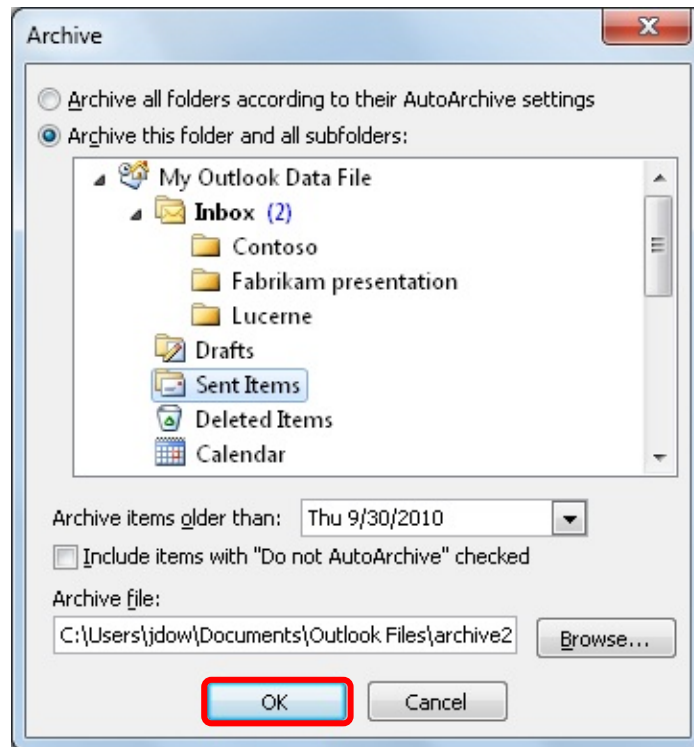 Archive
Archive all folders according to their AutoArchive settings
Archive this folder and all subfolders:
My Outlook Data File
Inbox (2)
Contoso
Fabrikam presentation
Lucerne
Drafts
Sent Items
Deleted Items
Calendar
Archive items older than: Thu 9/30/2010
Include items with "Do not AutoArchive" checked
Archive file:
C:\Users\jdow\Documents\Outlook Files\archive2 Browse...
OK Cancel